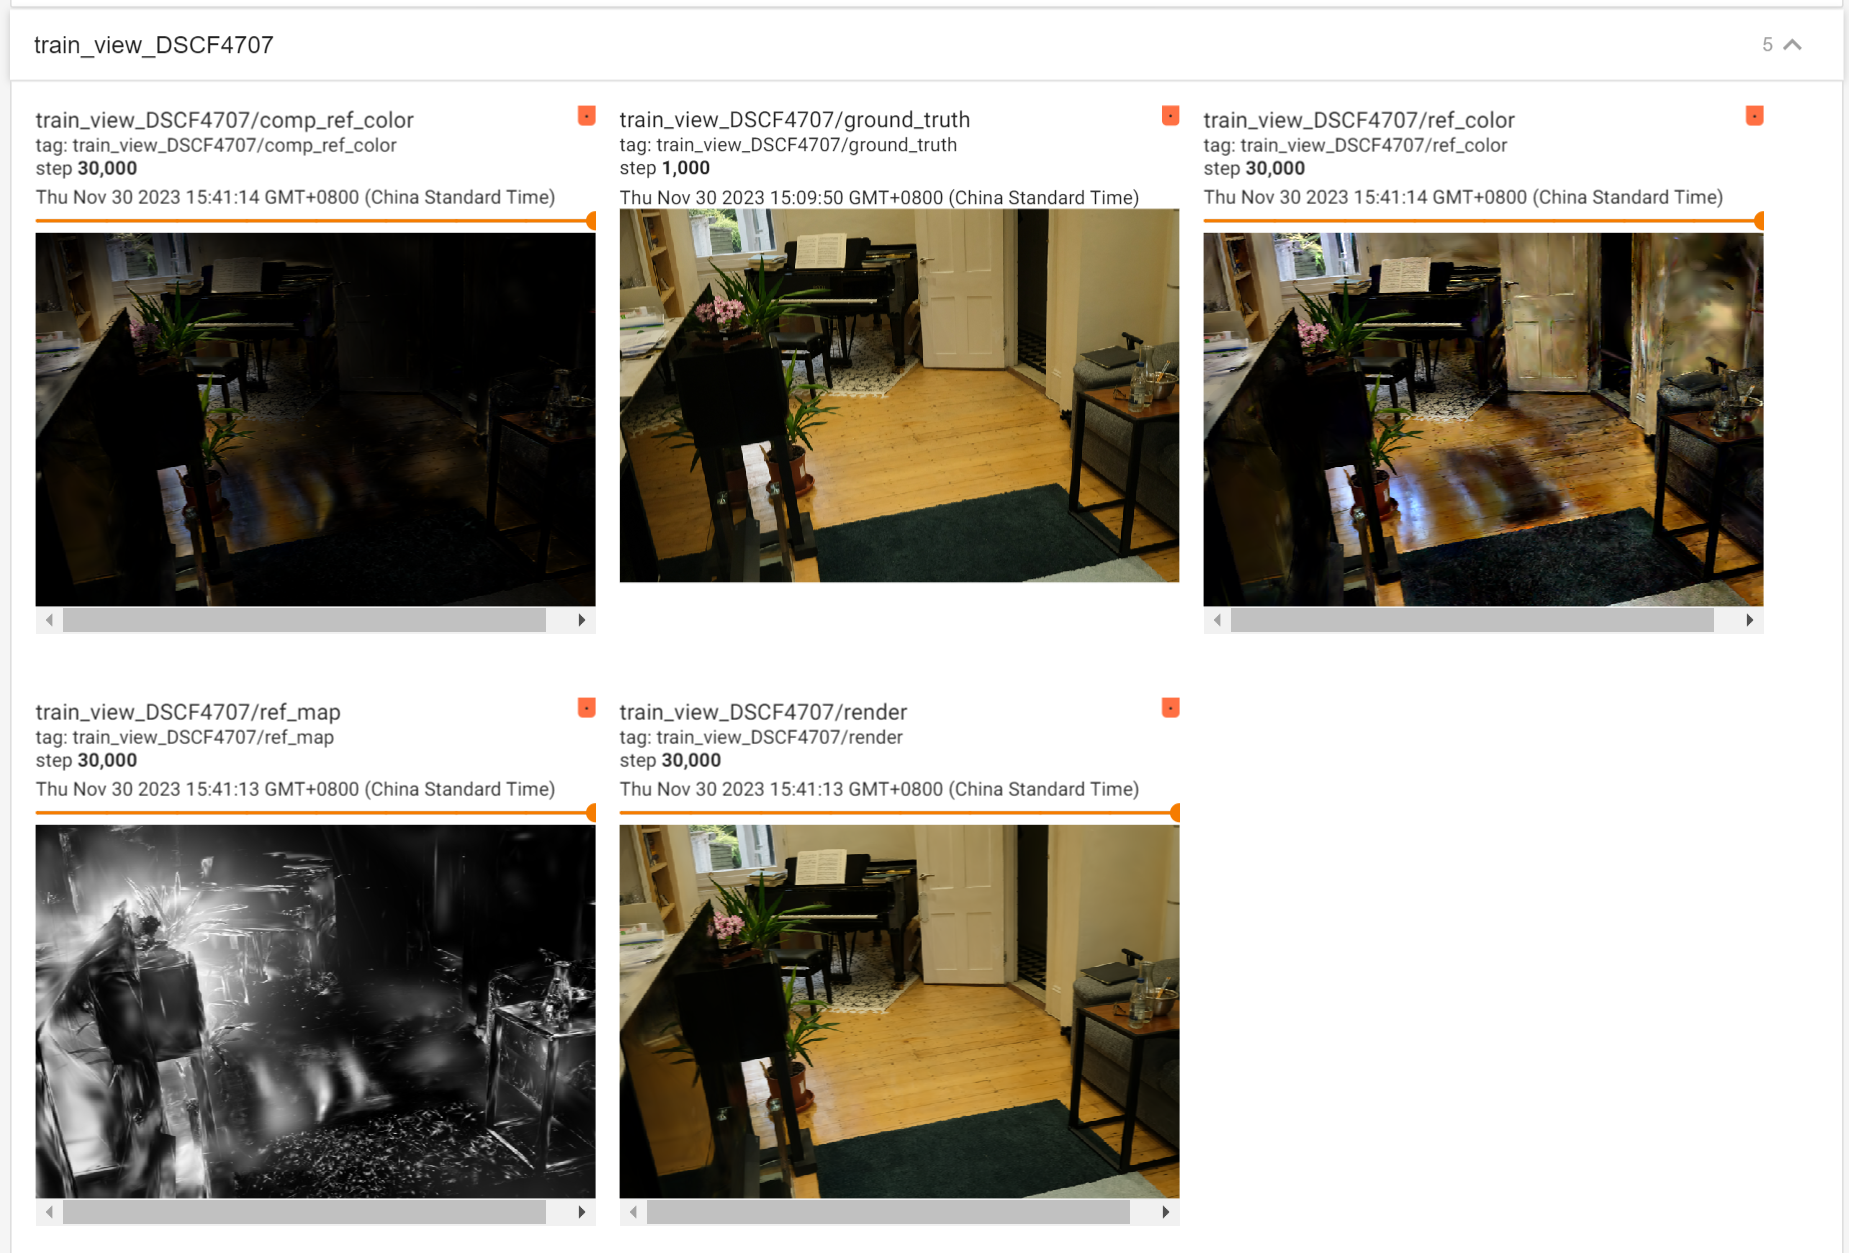 train_view_DSCF4707
5
train_view_DSCF4707/comp_ref_color
tag: train_view_DSCF4707/comp_ref_color
step 30,000
Thu Nov 30 2023 15:41:14 GMT+0800 (China Standard Time)
train_view_DSCF4707/ground_truth
tag: train_view_DSCF4707/ground_truth
step 1,000
Thu Nov 30 2023 15:09:50 GMT+0800 (China Standard Time)
train_view_DSCF4707/ref_color
tag: train_view_DSCF4707/ref_color
step 30,000
Thu Nov 30 2023 15:41:14 GMT+0800 (China Standard Time)
train_view_DSCF4707/ref_map
tag: train_view_DSCF4707/ref_map
step 30,000
Thu Nov 30 2023 15:41:13 GMT+0800 (China Standard Time)
train_view_DSCF4707/render
tag: train_view_DSCF4707/render
step 30,000
Thu Nov 30 2023 15:41:13 GMT+0800 (China Standard Time)